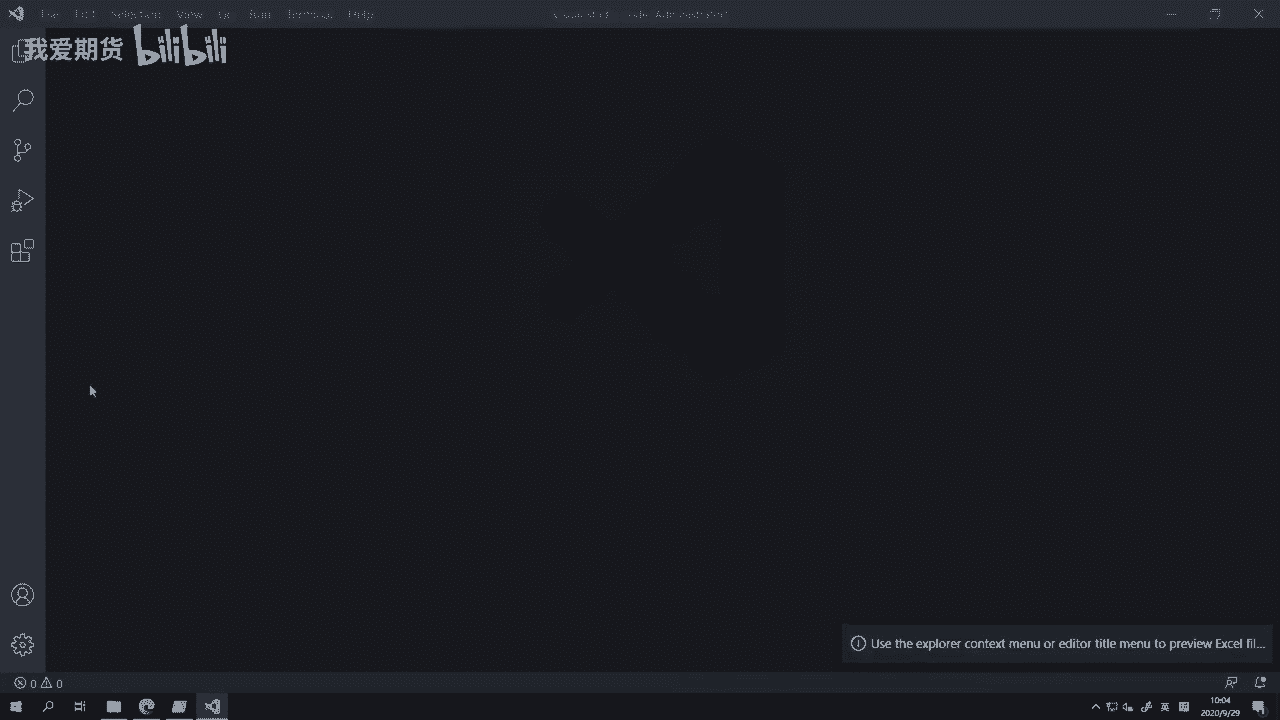 File Edit Selection View Go Run Terminal Help
我爱期货 bilibili
Use the explorer context menu or editor title menu to preview Excel fil...
0 0
10:04
英
2020/9/29